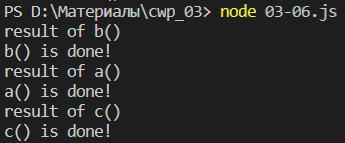 PS D:\Материалы\cwp_03> node 03-06.js
result of b()
b() is done!
result of a()
a() is done!
result of c()
c() is done!